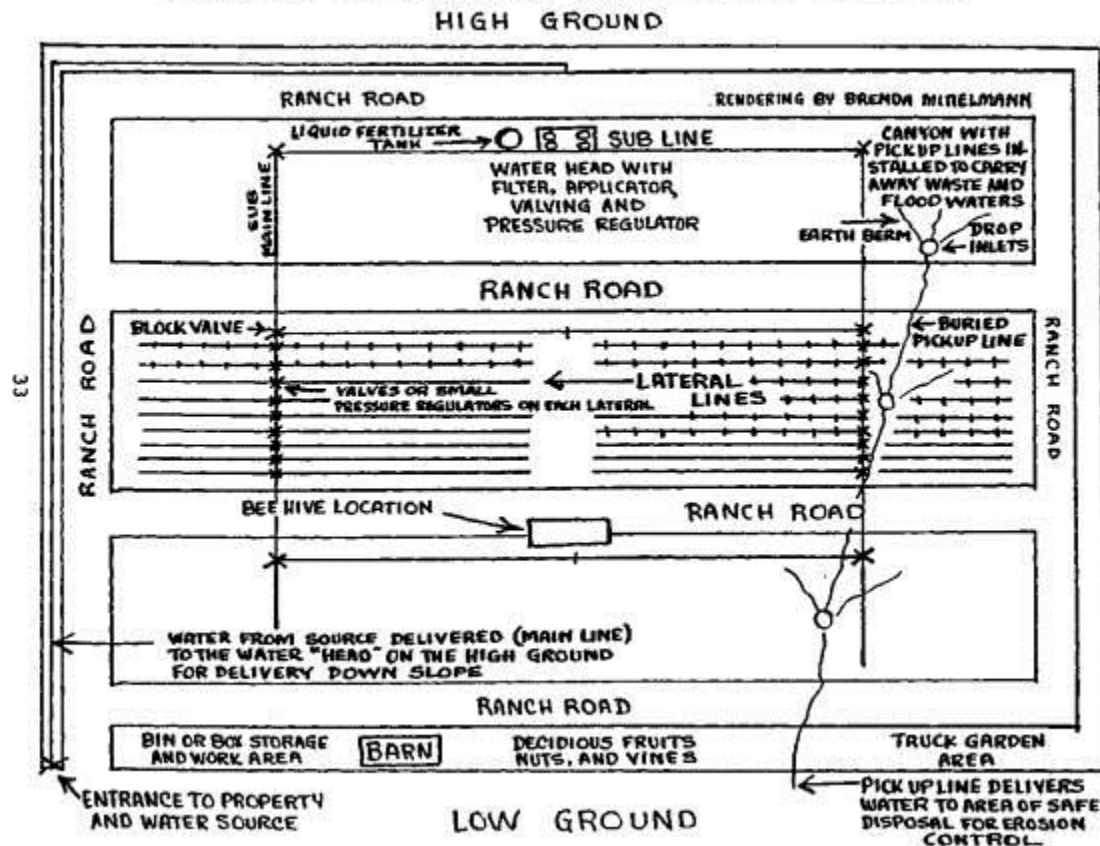 HIGH GROUND
RANCH ROAD
RENDERING BY BRENDA MITELMANN
LIQUID FERTILIZER
TANK
SUB LINE
WATER HEAD WITH
FILTER, APPLICATOR,
VALVING AND
PRESSURE REGULATOR
SUB
MAIN LINE
CANYON WITH
PICKUP LINES IN-
STALLED TO CARRY
AWAY WASTE AND
FLOOD WATERS
EARTH BERM
DROP
INLETS
RANCH ROAD
RANCH ROAD
BLOCK VALVE
BURIED
PICKUP LINE
RANCH ROAD
33
LATERAL
LINES
VALVES OR SMALL
PRESSURE REGULATORS ON EACH LATERAL
BEE HIVE LOCATION
RANCH ROAD
WATER FROM SOURCE DELIVERED (MAIN LINE)
TO THE WATER "HEAD" ON THE HIGH GROUND
FOR DELIVERY DOWN SLOPE
RANCH ROAD
BIN OR BOX STORAGE
AND WORK AREA
BARN
DECIDIOUS FRUITS
NUTS, AND VINES
TRUCK GARDEN
AREA
ENTRANCE TO PROPERTY
AND WATER SOURCE
LOW GROUND
PICK UP LINE DELIVERS
WATER TO AREA OF SAFE
DISPOSAL FOR EROSION
CONTROL